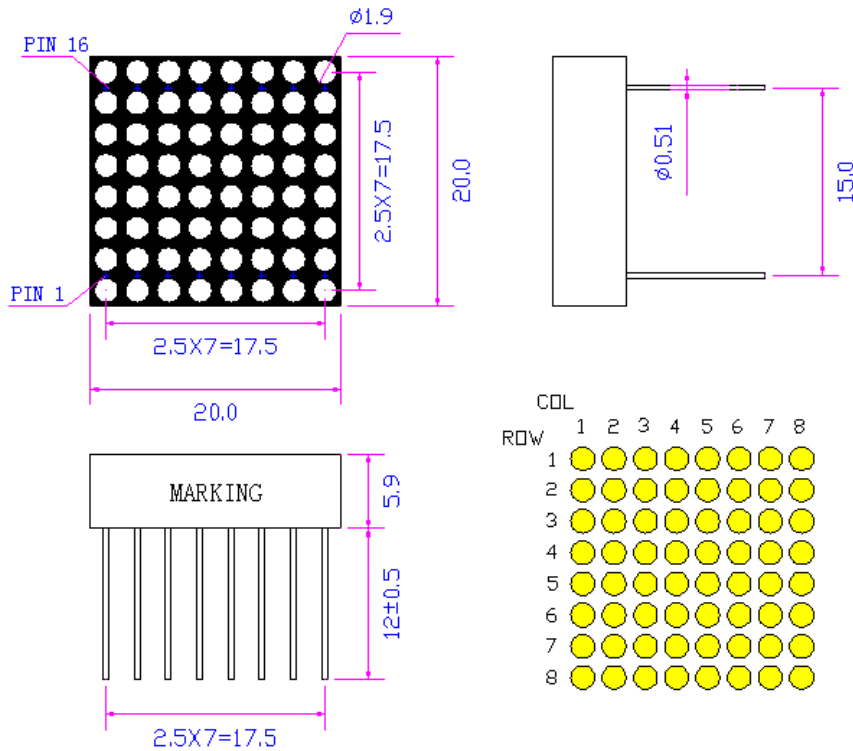 PIN 16
ø1.9
2.5X7=17.5
20.0
PIN 1
2.5X7=17.5
20.0
ø0.51
15.0
MARKING
5.9
12±0.5
2.5X7=17.5
COL
ROW
1 2 3 4 5 6 7 8
1
2
3
4
5
6
7
8